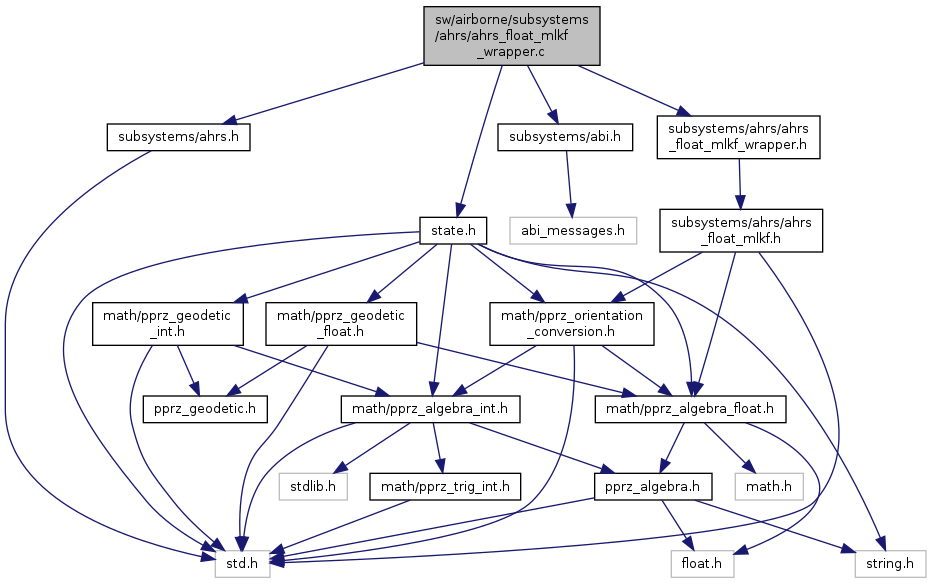 sw/airborne/subsystems
/ahrs/ahrs_float_mlkf
_wrapper.c
subsystems/ahrs.h
subsystems/abi.h
subsystems/ahrs/ahrs
_float_mlkf_wrapper.h
state.h
abi_messages.h
subsystems/ahrs/ahrs
_float_mlkf.h
math/pprz_geodetic
_int.h
math/pprz_geodetic
_float.h
math/pprz_orientation
_conversion.h
pprz_geodetic.h
math/pprz_algebra_int.h
math/pprz_algebra_float.h
stdlib.h
math/pprz_trig_int.h
pprz_algebra.h
math.h
std.h
float.h
string.h